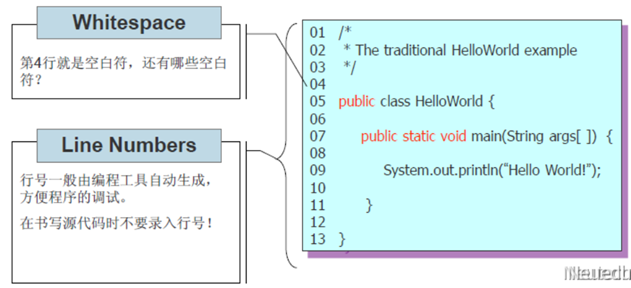 Whitespace
第4行就是空白符，还有哪些空白
符？
Line Numbers
行号一般由编程工具自动生成，
方便程序的调试。
在书写源代码时不要录入行号！
01 /*
02  * The traditional HelloWorld example
03  */
04
05 public class HelloWorld {
06
07 public static void main(String args[ ]) {
08
09 System.out.println(“Hello World!”);
10
11 }
12
13 }